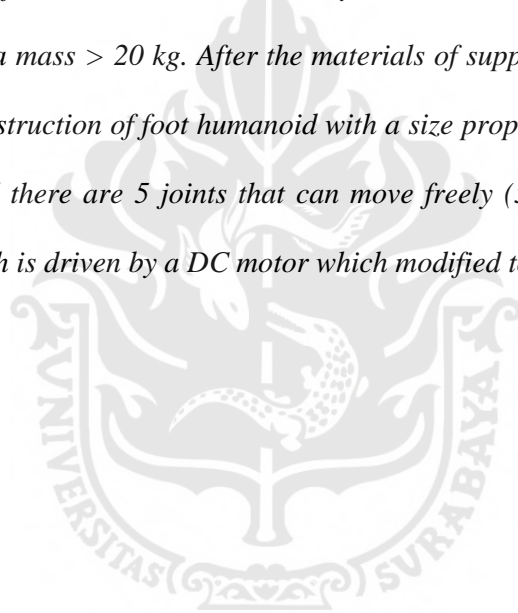 a mass > 20 kg. After the materials of supp
struction of foot humanoid with a size prop
there are 5 joints that can move freely (
h is driven by a DC motor which modified t
UNIVERSITAS SURABAYA